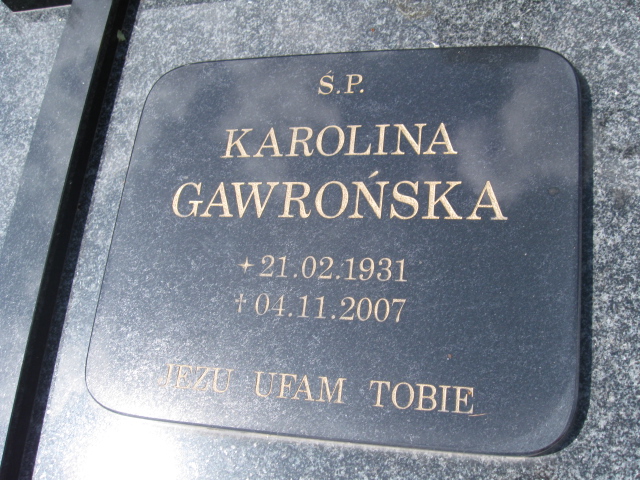 Ś.P.
KAROLINA
GAWROŃSKA
+ 21.02.1931
† 04.11.2007
JEZU UFAM TOBIE